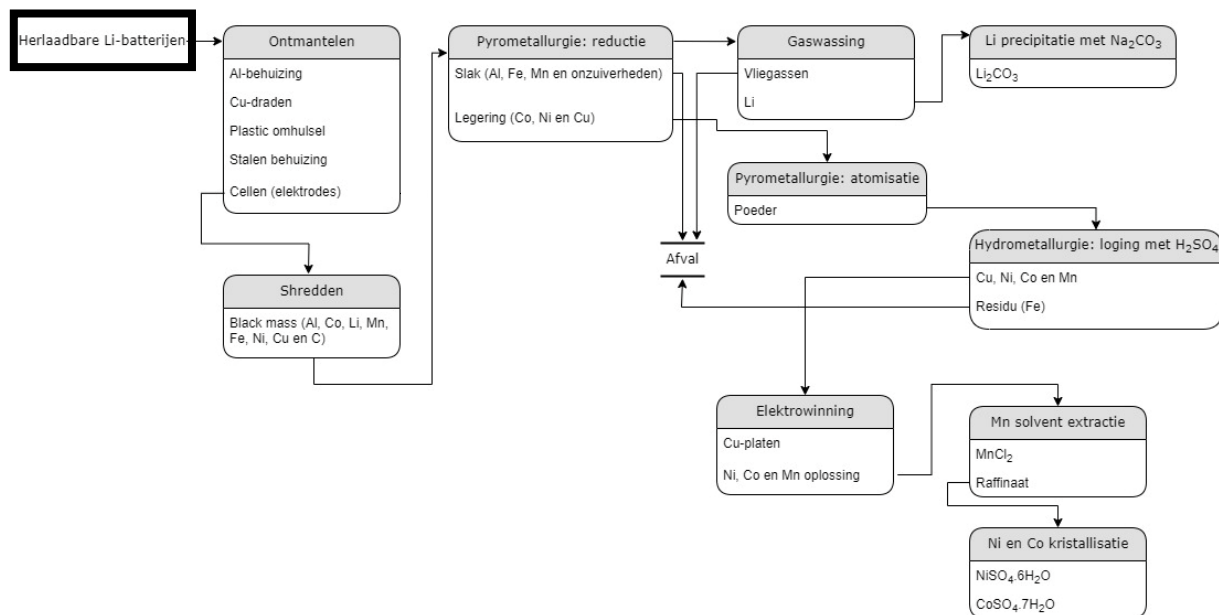 Herlaadbare Li-batterijen
Ontmantelen
Al-behuizing
Cu-draden
Plastic omhulsel
Stalen behuizing
Cellen (elektrodes)
Shredden
Black mass (Al, Co, Li, Mn,
Fe, Ni, Cu en C)
Pyrometallurgie: reductie
Slak (Al, Fe, Mn en onzuiverheden)
Legering (Co, Ni en Cu)
Gaswassing
Vliegassen
Li
Li precipitatie met Na₂CO₃
Li₂CO₃
Pyrometallurgie: atomisatie
Poeder
Afval
Hydrometallurgie: loging met H₂SO₄
Cu, Ni, Co en Mn
Residu (Fe)
Elektrowinning
Cu-platen
Ni, Co en Mn oplossing
Mn solvent extractie
MnCl₂
Raffinaat
Ni en Co kristallisatie
NiSO₄.6H₂O
CoSO₄.7H₂O